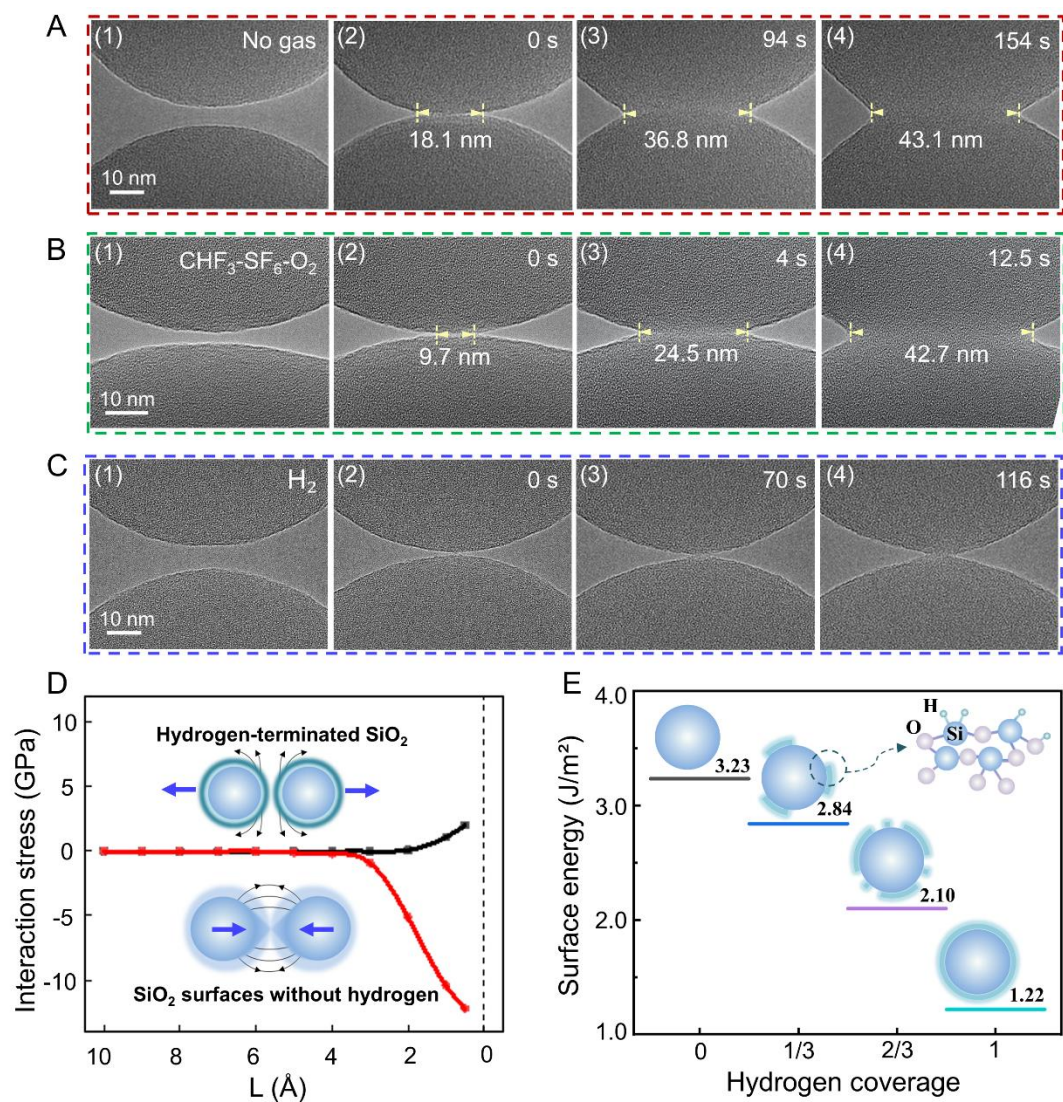 A
(1) No gas
10 nm
(2) 0 s
18.1 nm
(3) 94 s
36.8 nm
(4) 154 s
43.1 nm
B
(1) CHF₃-SF₆-O₂
10 nm
(2) 0 s
9.7 nm
(3) 4 s
24.5 nm
(4) 12.5 s
42.7 nm
C
(1) H₂
10 nm
(2) 0 s
(3) 70 s
(4) 116 s
D
Interaction stress (GPa)
10
5
0
-5
-10
Hydrogen-terminated SiO₂
SiO₂ surfaces without hydrogen
10 8 6 4 2 0
L (Å)
E
Surface energy (J/m²)
4.0
3.0
2.0
1.0
3.23
2.84
2.10
1.22
H
O
Si
0 1/3 2/3 1
Hydrogen coverage